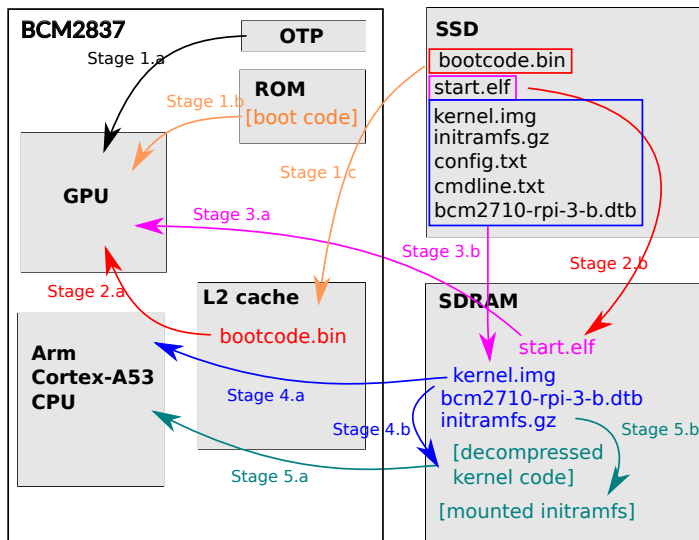 BCM2837
OTP
Stage 1.a
ROM
[boot code]
Stage 1.b
GPU
Stage 1.c
Stage 3.a
Stage 2.a
L2 cache
bootcode.bin
Arm
Cortex-A53
CPU
Stage 4.a
Stage 5.a
SSD
bootcode.bin
start.elf
kernel.img
initramfs.gz
config.txt
cmdline.txt
bcm2710-rpi-3-b.dtb
Stage 3.b
Stage 2.b
SDRAM
start.elf
kernel.img
bcm2710-rpi-3-b.dtb
initramfs.gz
Stage 4.b
Stage 5.b
[decompressed
kernel code]
[mounted initramfs]